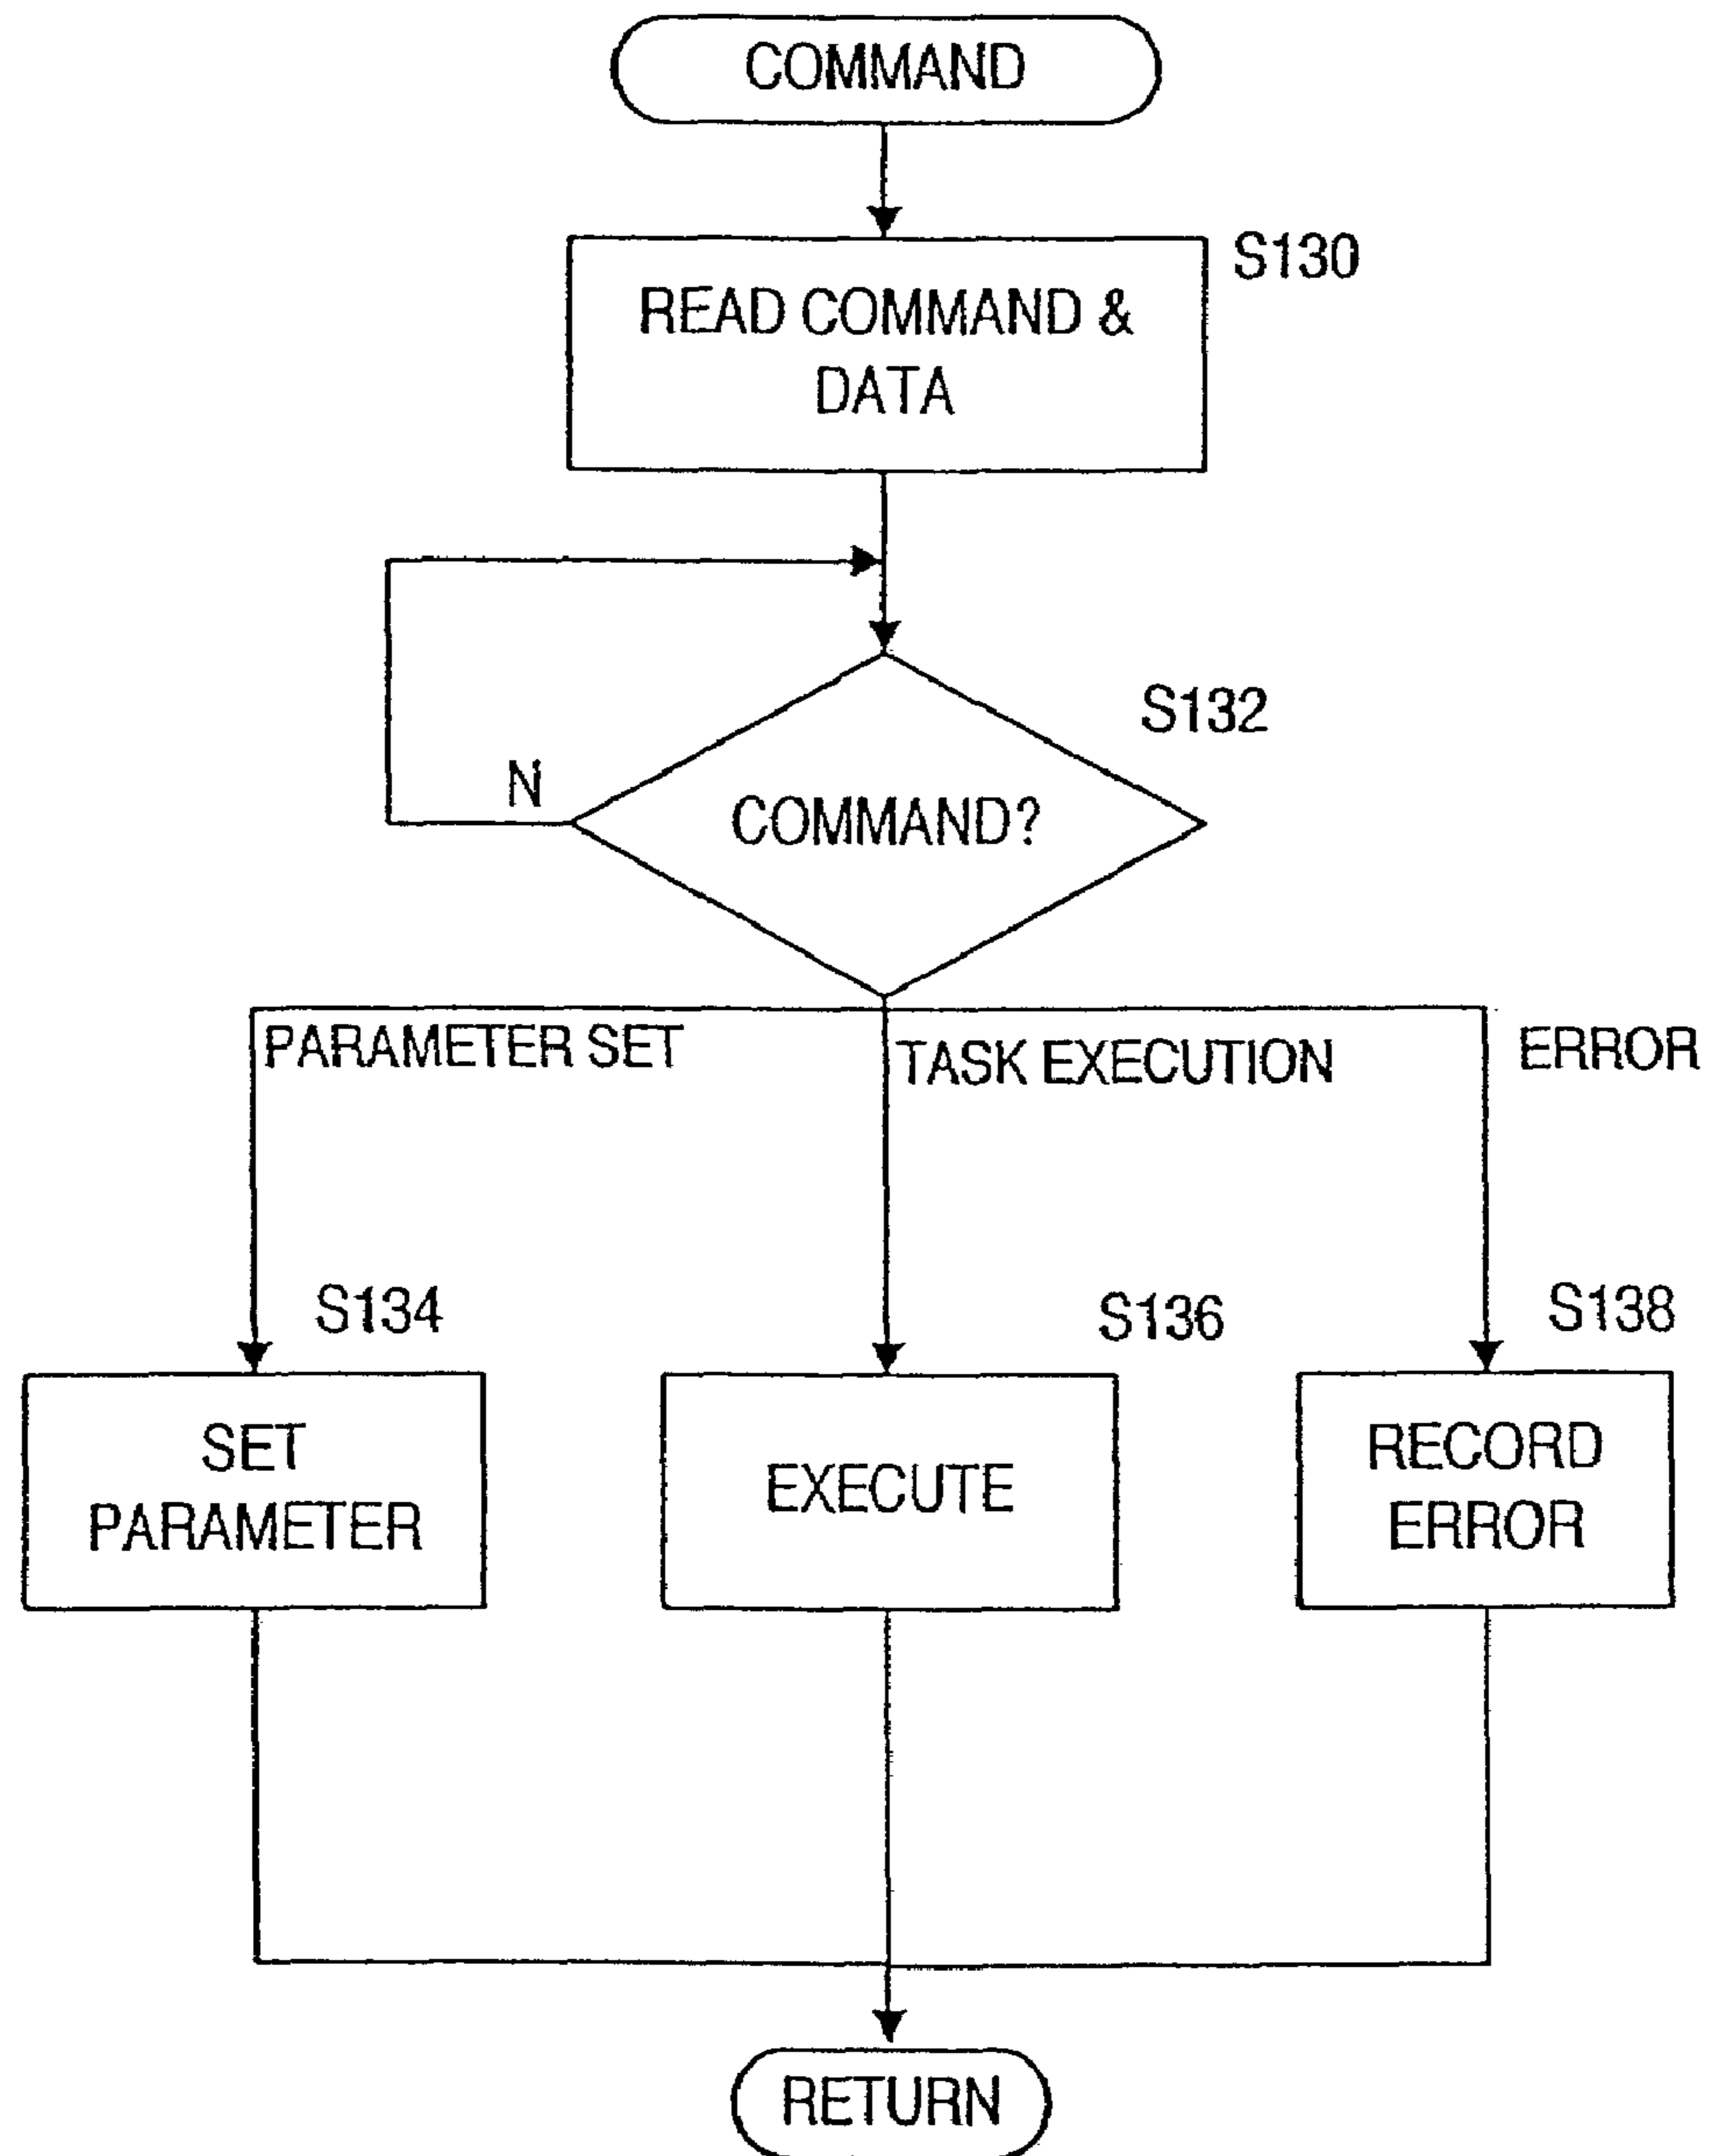 COMMAND
S130
READ COMMAND &
DATA
S132
N
COMMAND?
PARAMETER SET
TASK EXECUTION
ERROR
S134
S136
S138
SET
PARAMETER
EXECUTE
RECORD
ERROR
RETURN